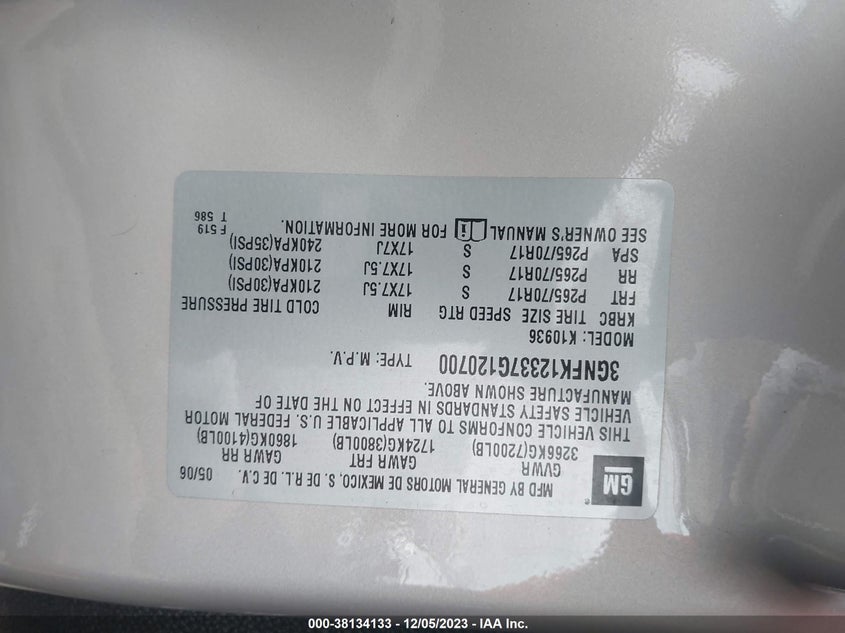 GM
MFD BY GENERAL MOTORS DE MEXICO, S. DE R.L. DE C.V. 05/06
GVWR GAWR FRT GAWR RR
3266KG(7200LB) 1724KG(3800LB) 1860KG(4100LB)
THIS VEHICLE CONFORMS TO ALL APPLICABLE U.S. FEDERAL MOTOR
VEHICLE SAFETY STANDARDS IN EFFECT ON THE DATE OF
MANUFACTURE SHOWN ABOVE.
3GNFK12337G120700 TYPE: M.P.V.
MODEL: K10936
KRBC TIRE SIZE SPEED RTG RIM COLD TIRE PRESSURE
FRT P265/70R17 S 17X7.5J 210KPA(30PSI)
RR P265/70R17 S 17X7.5J 210KPA(30PSI)
SPA P265/70R17 S 17X7J 240KPA(35PSI)
SEE OWNER'S MANUAL FOR MORE INFORMATION.
F 519
T 586
000-38134133 - 12/05/2023 - IAA Inc.